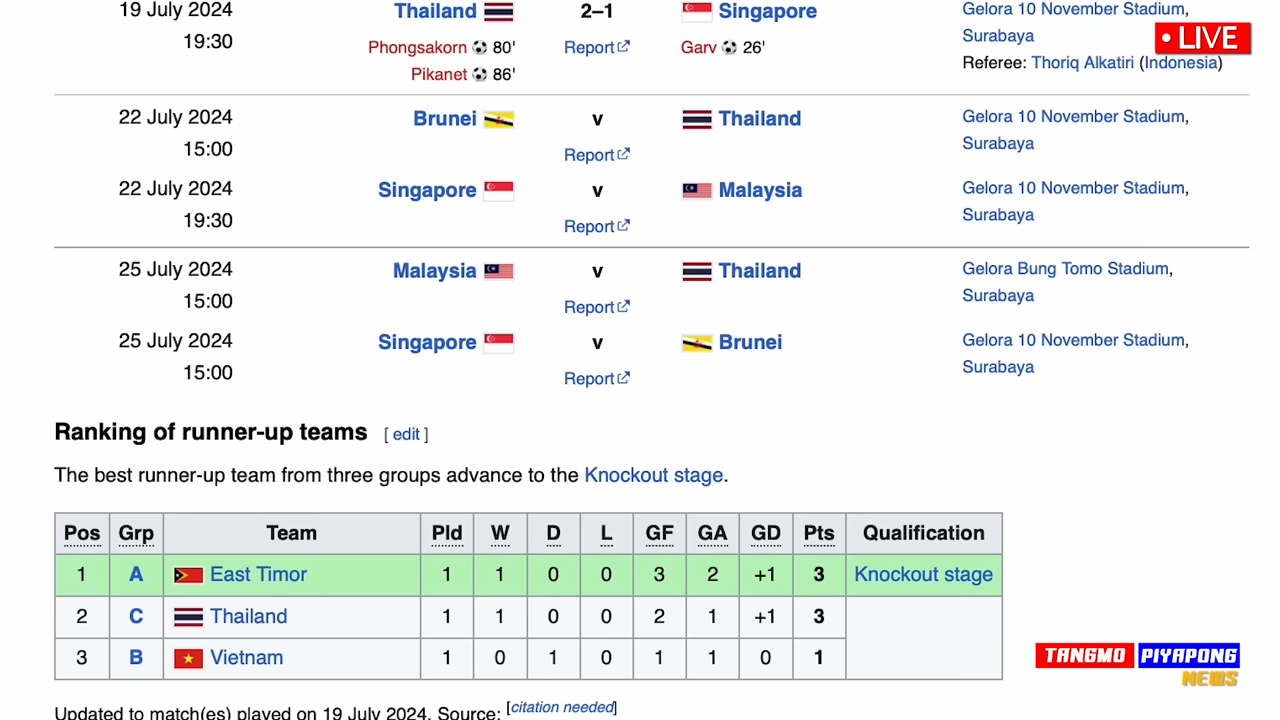 19 July 2024 Thailand 2–1 Singapore Gelora 10 November Stadium,
19:30 Phongsakorn 80' Report Garv 26' Surabaya
Pikanet 86' Referee: Thoriq Alkatiri (Indonesia)
• LIVE
22 July 2024 Brunei v Thailand Gelora 10 November Stadium,
15:00 Report Surabaya
22 July 2024 Singapore v Malaysia Gelora 10 November Stadium,
19:30 Report Surabaya
25 July 2024 Malaysia v Thailand Gelora Bung Tomo Stadium,
15:00 Report Surabaya
25 July 2024 Singapore v Brunei Gelora 10 November Stadium,
15:00 Report Surabaya
Ranking of runner-up teams [ edit ]
The best runner-up team from three groups advance to the Knockout stage.
Pos Grp Team Pld W D L GF GA GD Pts Qualification
1 A East Timor 1 1 0 0 3 2 +1 3 Knockout stage
2 C Thailand 1 1 0 0 2 1 +1 3
3 B Vietnam 1 0 1 0 1 1 0 1
TANGMO PIYAPONG
NEWS
Updated to match(es) played on 19 July 2024. Source: [citation needed]